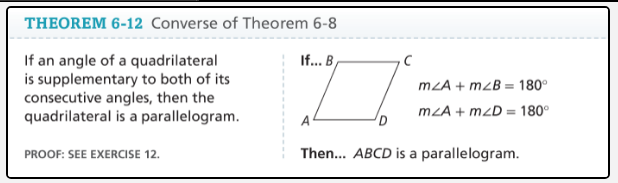 THEOREM 6-12 Converse of Theorem 6-8
If an angle of a quadrilateral
is supplementary to both of its
consecutive angles, then the
quadrilateral is a parallelogram.
PROOF: SEE EXERCISE 12.
If... B C
m∠A + m∠B = 180°
m∠A + m∠D = 180°
A D
Then... ABCD is a parallelogram.